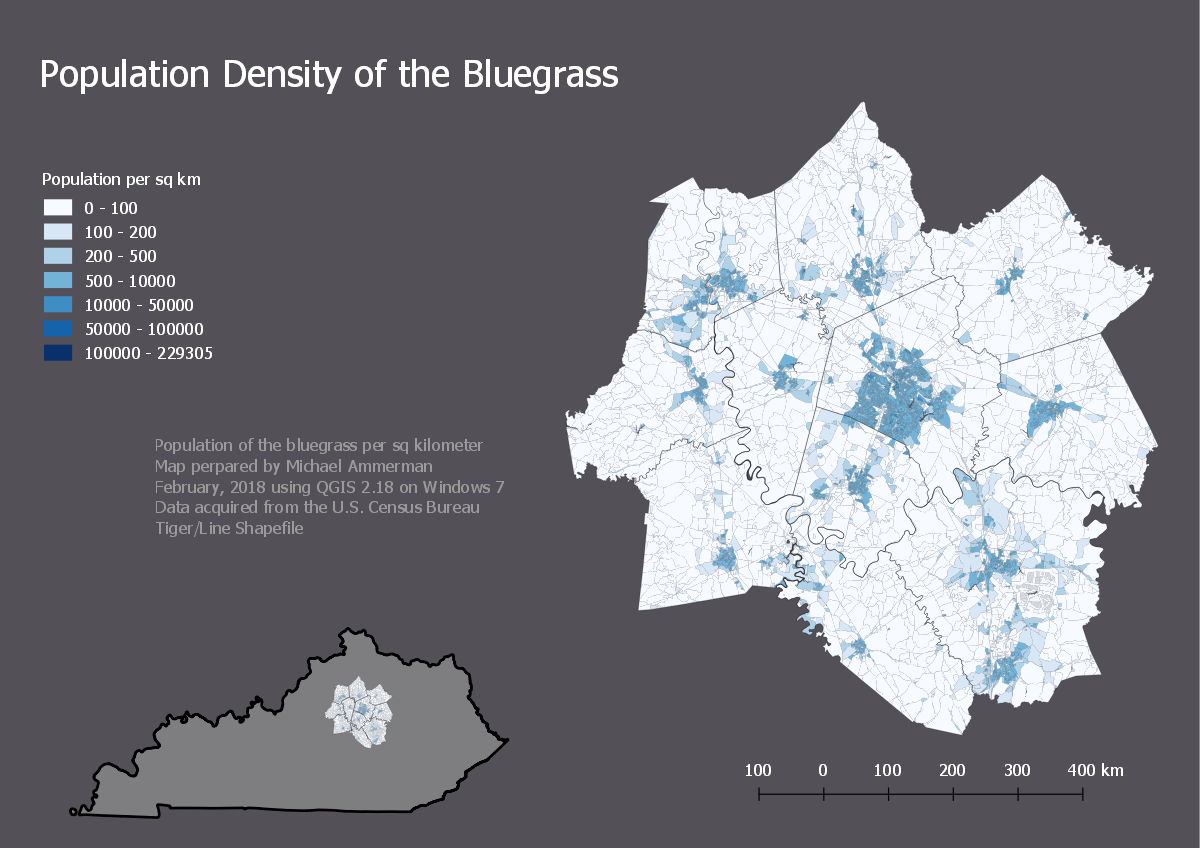 Population Density of the Bluegrass
Population per sq km
0 - 100
100 - 200
200 - 500
500 - 10000
10000 - 50000
50000 - 100000
100000 - 229305
Population of the bluegrass per sq kilometer
Map perpared by Michael Ammerman
February, 2018 using QGIS 2.18 on Windows 7
Data acquired from the U.S. Census Bureau
Tiger/Line Shapefile
100 0 100 200 300 400 km